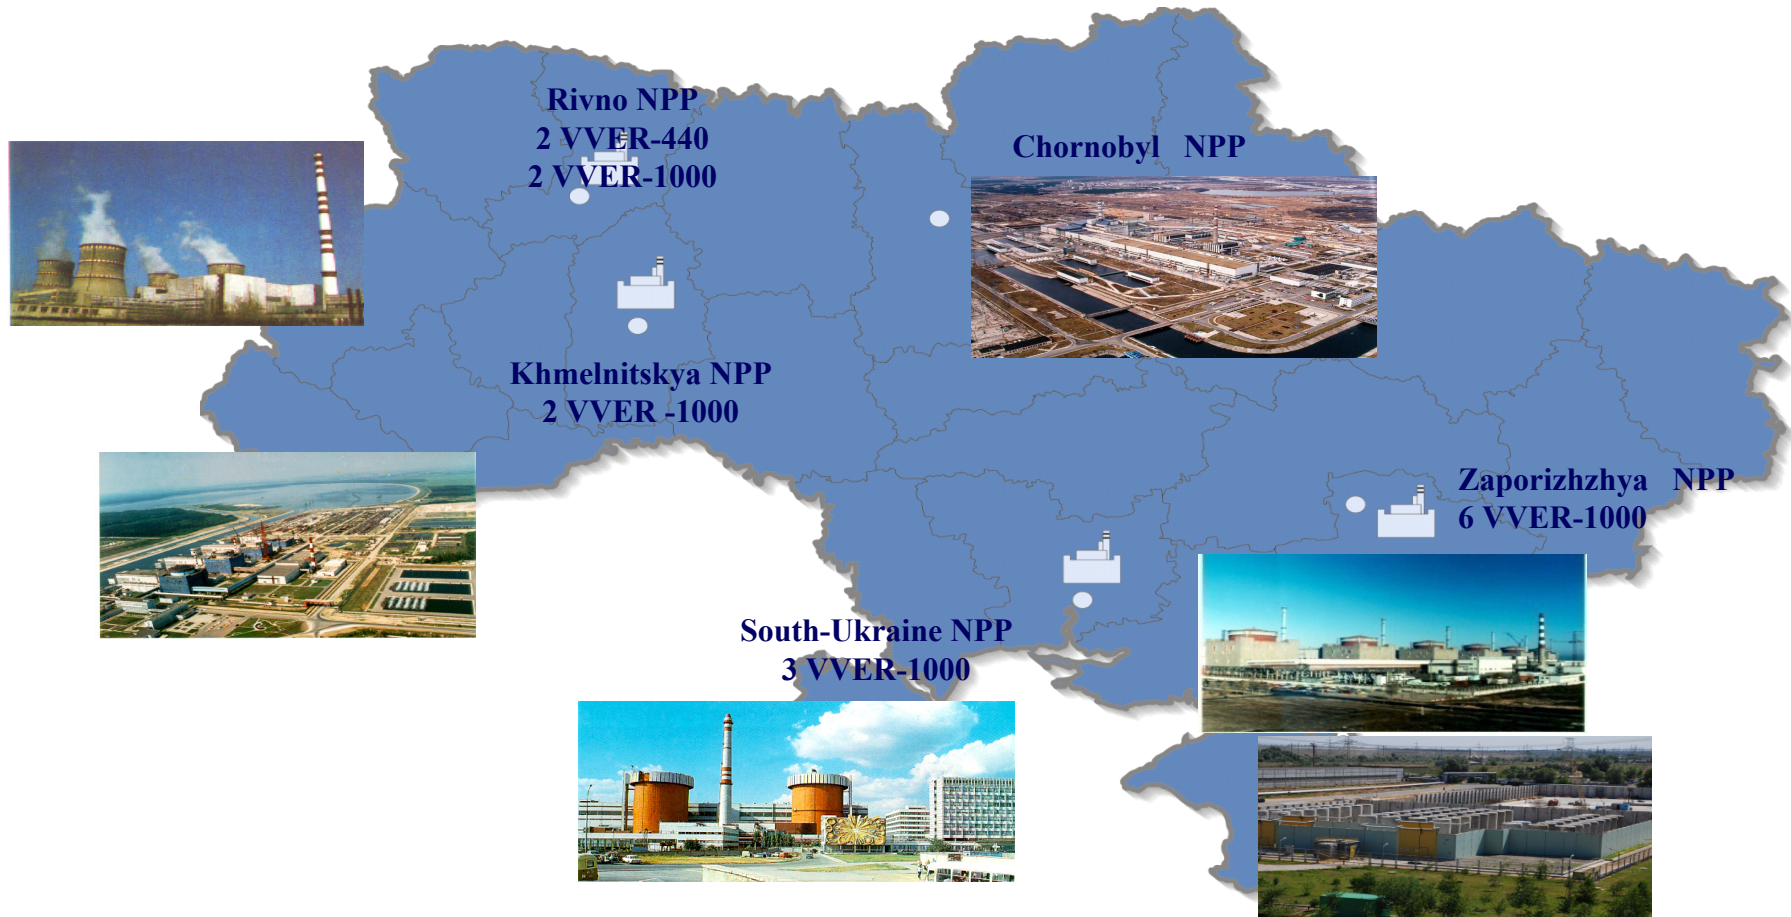 Rivno NPP
2 VVER-440
2 VVER-1000
Chornobyl NPP
Khmelnitskya NPP
2 VVER -1000
Zaporizhzhya NPP
6 VVER-1000
South-Ukraine NPP
3 VVER-1000